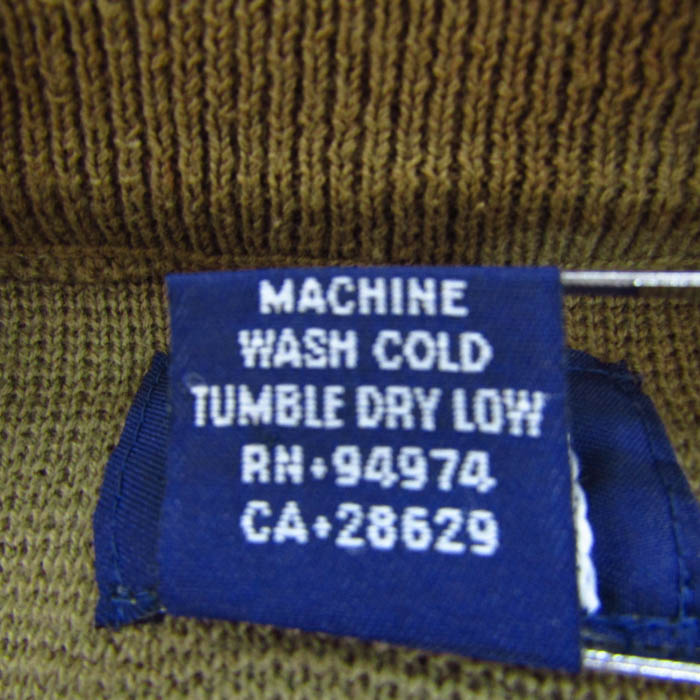 MACHINE
WASH COLD
TUMBLE DRY LOW
RN+94974
CA+28629